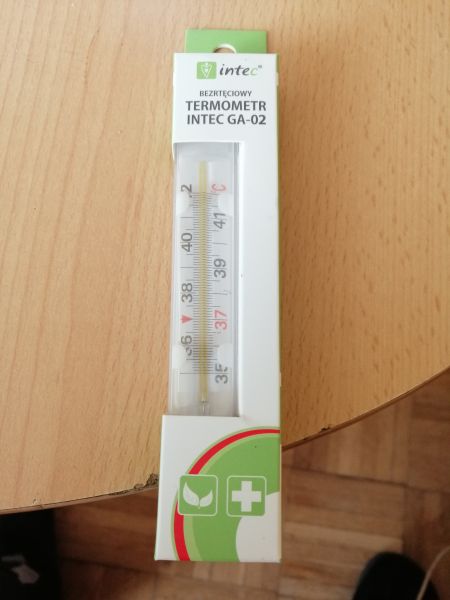 intec®
BEZRTĘCIOWY
TERMOMETR
INTEC GA-02
42 °C
41
40
39
38
37
36
35